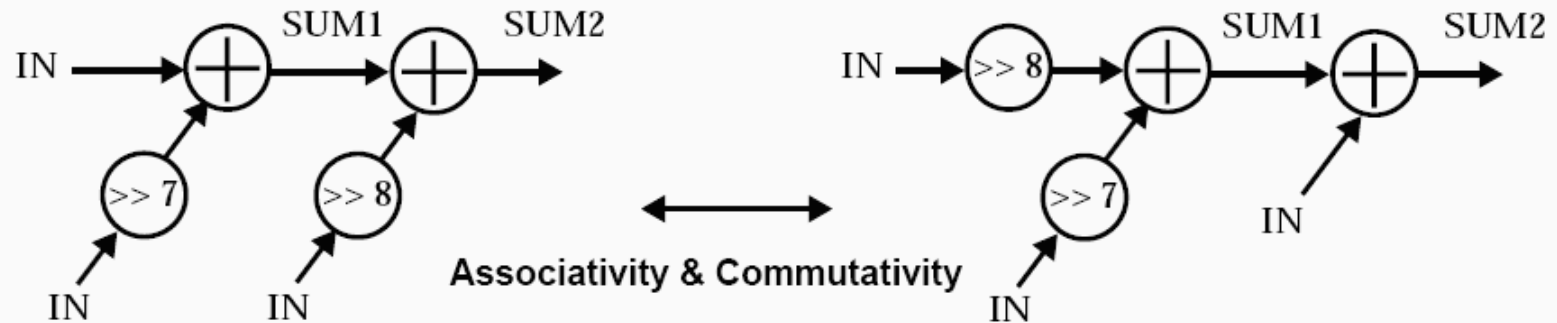 SUM1 SUM2 SUM1 SUM2
IN IN >> 8
>> 7 >> 8 >> 7
IN
Associativity & Commutativity
IN IN IN